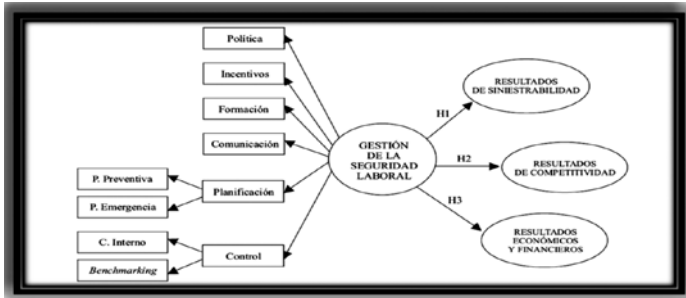 Política
Incentivos
Formación
Comunicación
P. Preventiva
Planificación
P. Emergencia
C. Interno
Control
Benchmarking
GESTIÓN
DE LA
SEGURIDAD
LABORAL
H1
H2
H3
RESULTADOS
DE SINIESTRABILIDAD
RESULTADOS
DE COMPETITIVIDAD
RESULTADOS
ECONÓMICOS
Y FINANCIEROS